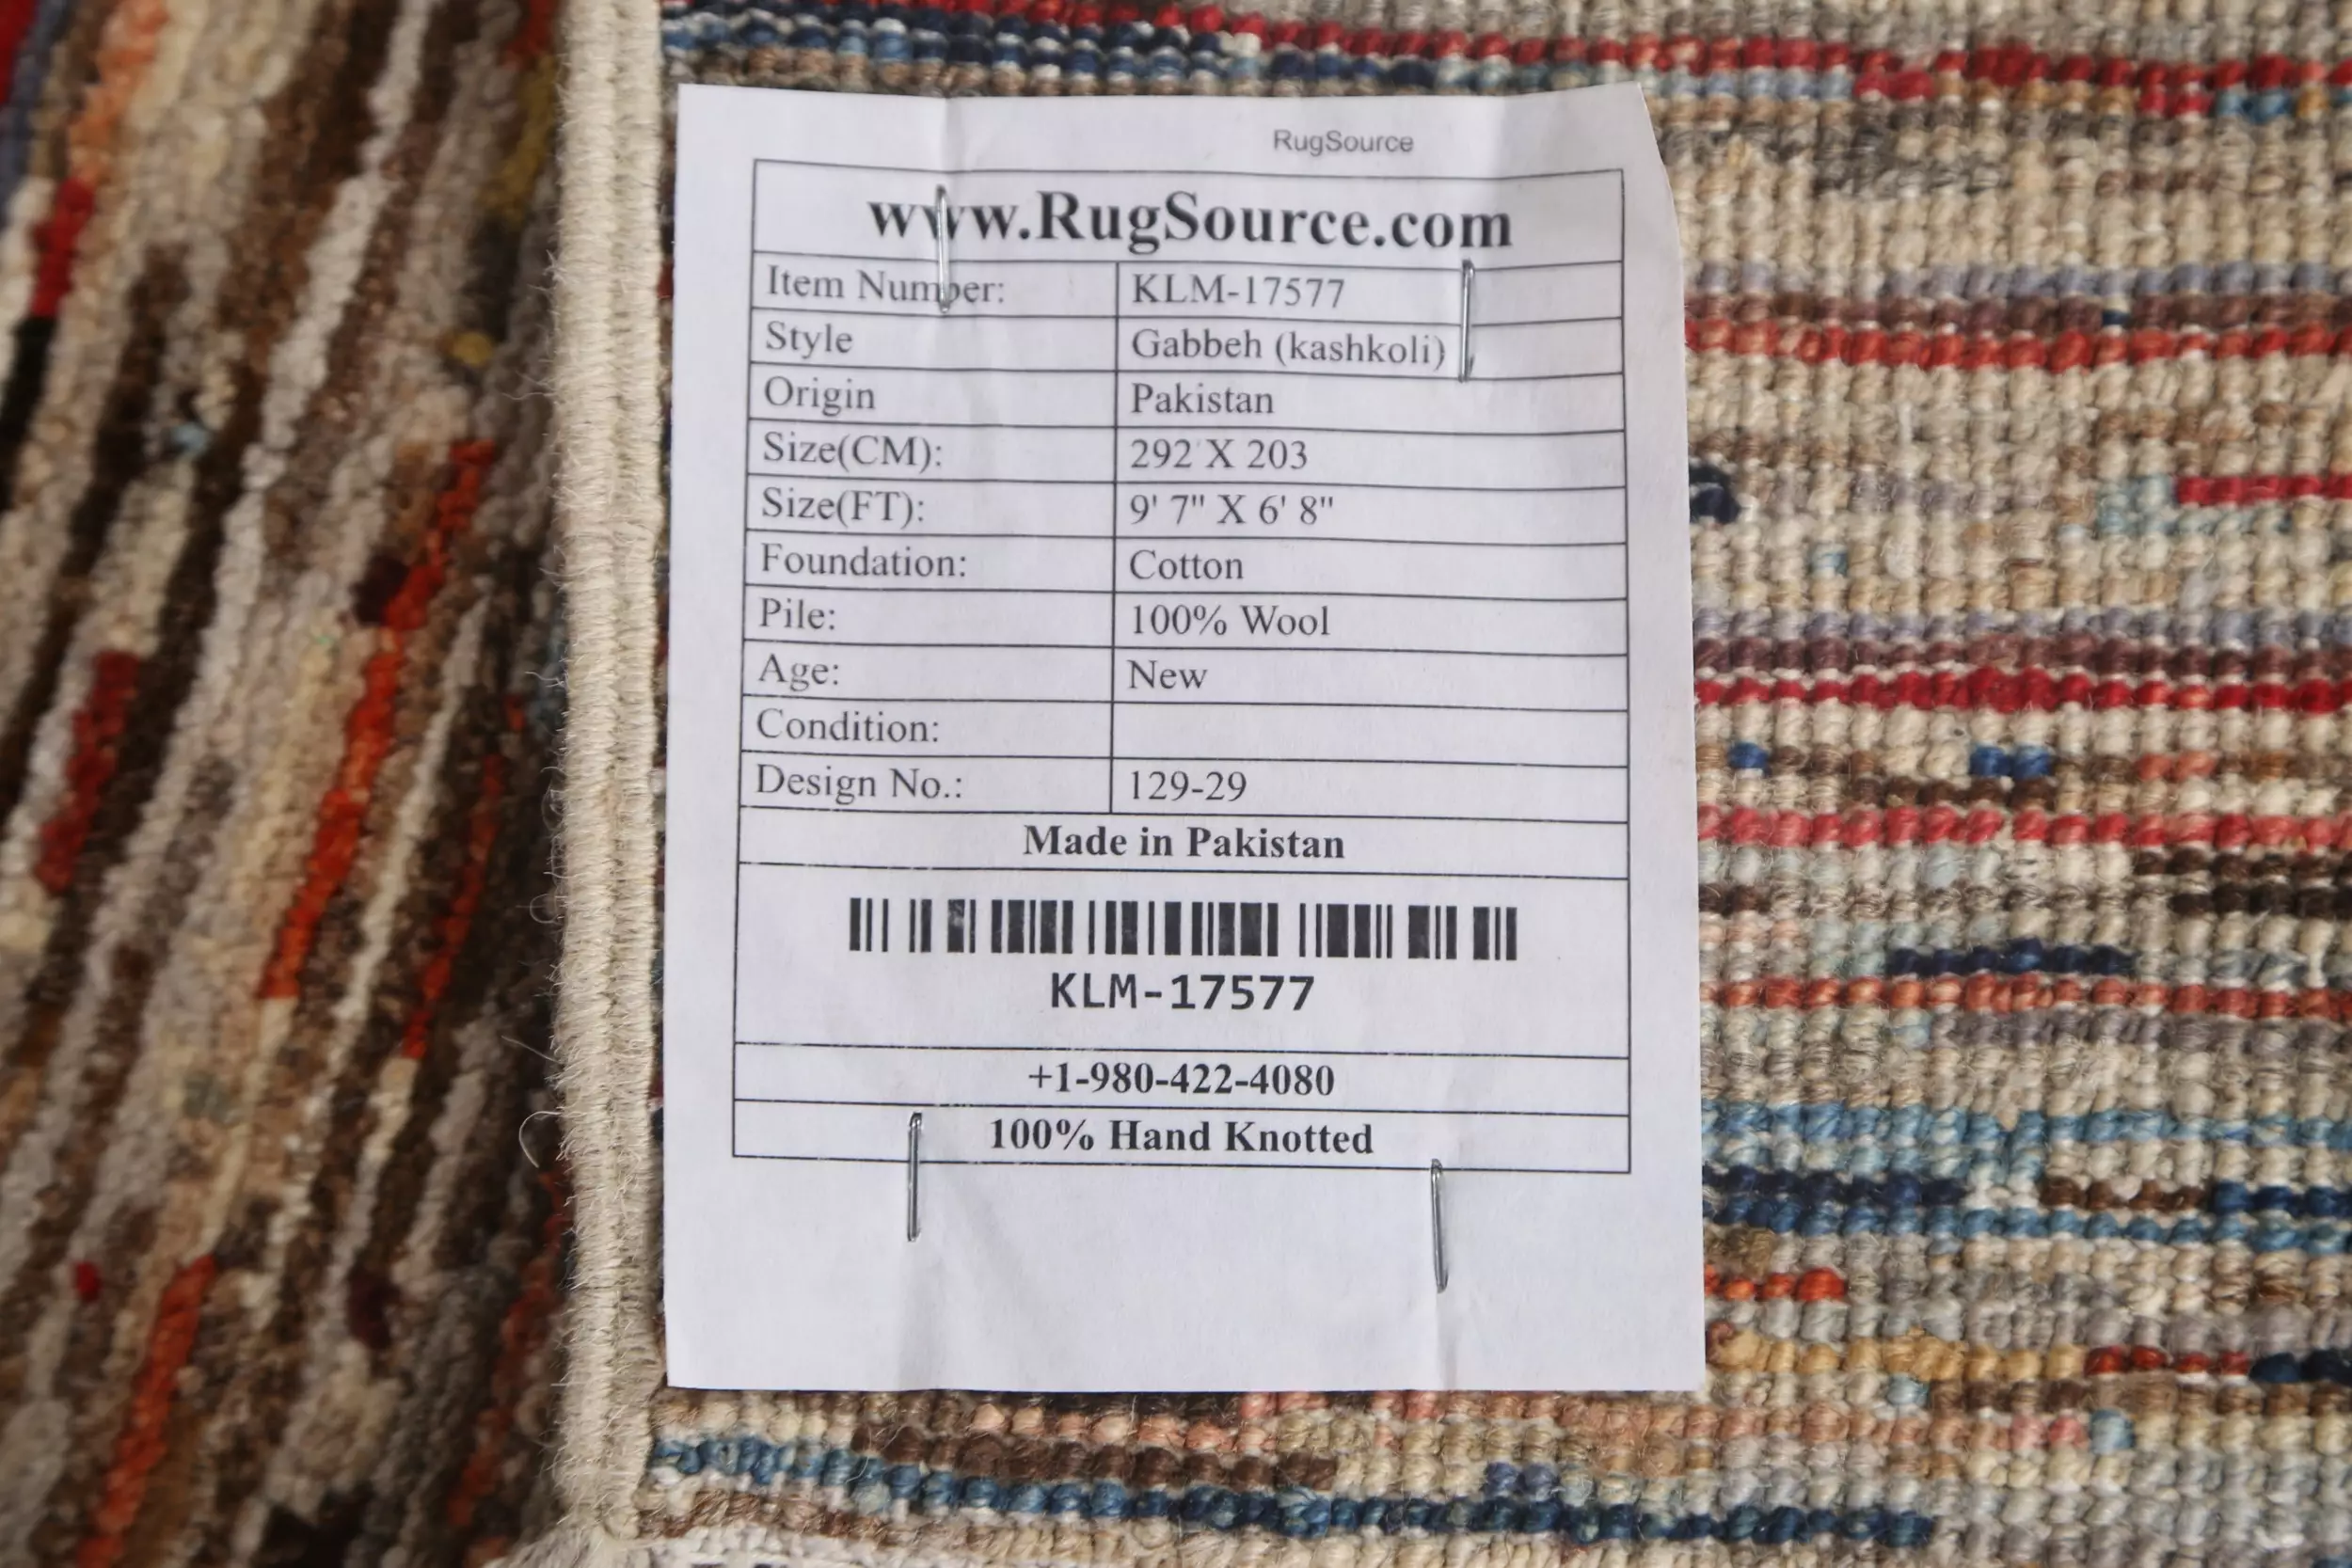 RugSource
www.RugSource.com
Item Number: KLM-17577
Style Gabbeh (kashkoli)
Origin Pakistan
Size(CM): 292 X 203
Size(FT): 9' 7" X 6' 8"
Foundation: Cotton
Pile: 100% Wool
Age: New
Condition:
Design No.: 129-29
Made in Pakistan
KLM-17577
+1-980-422-4080
100% Hand Knotted